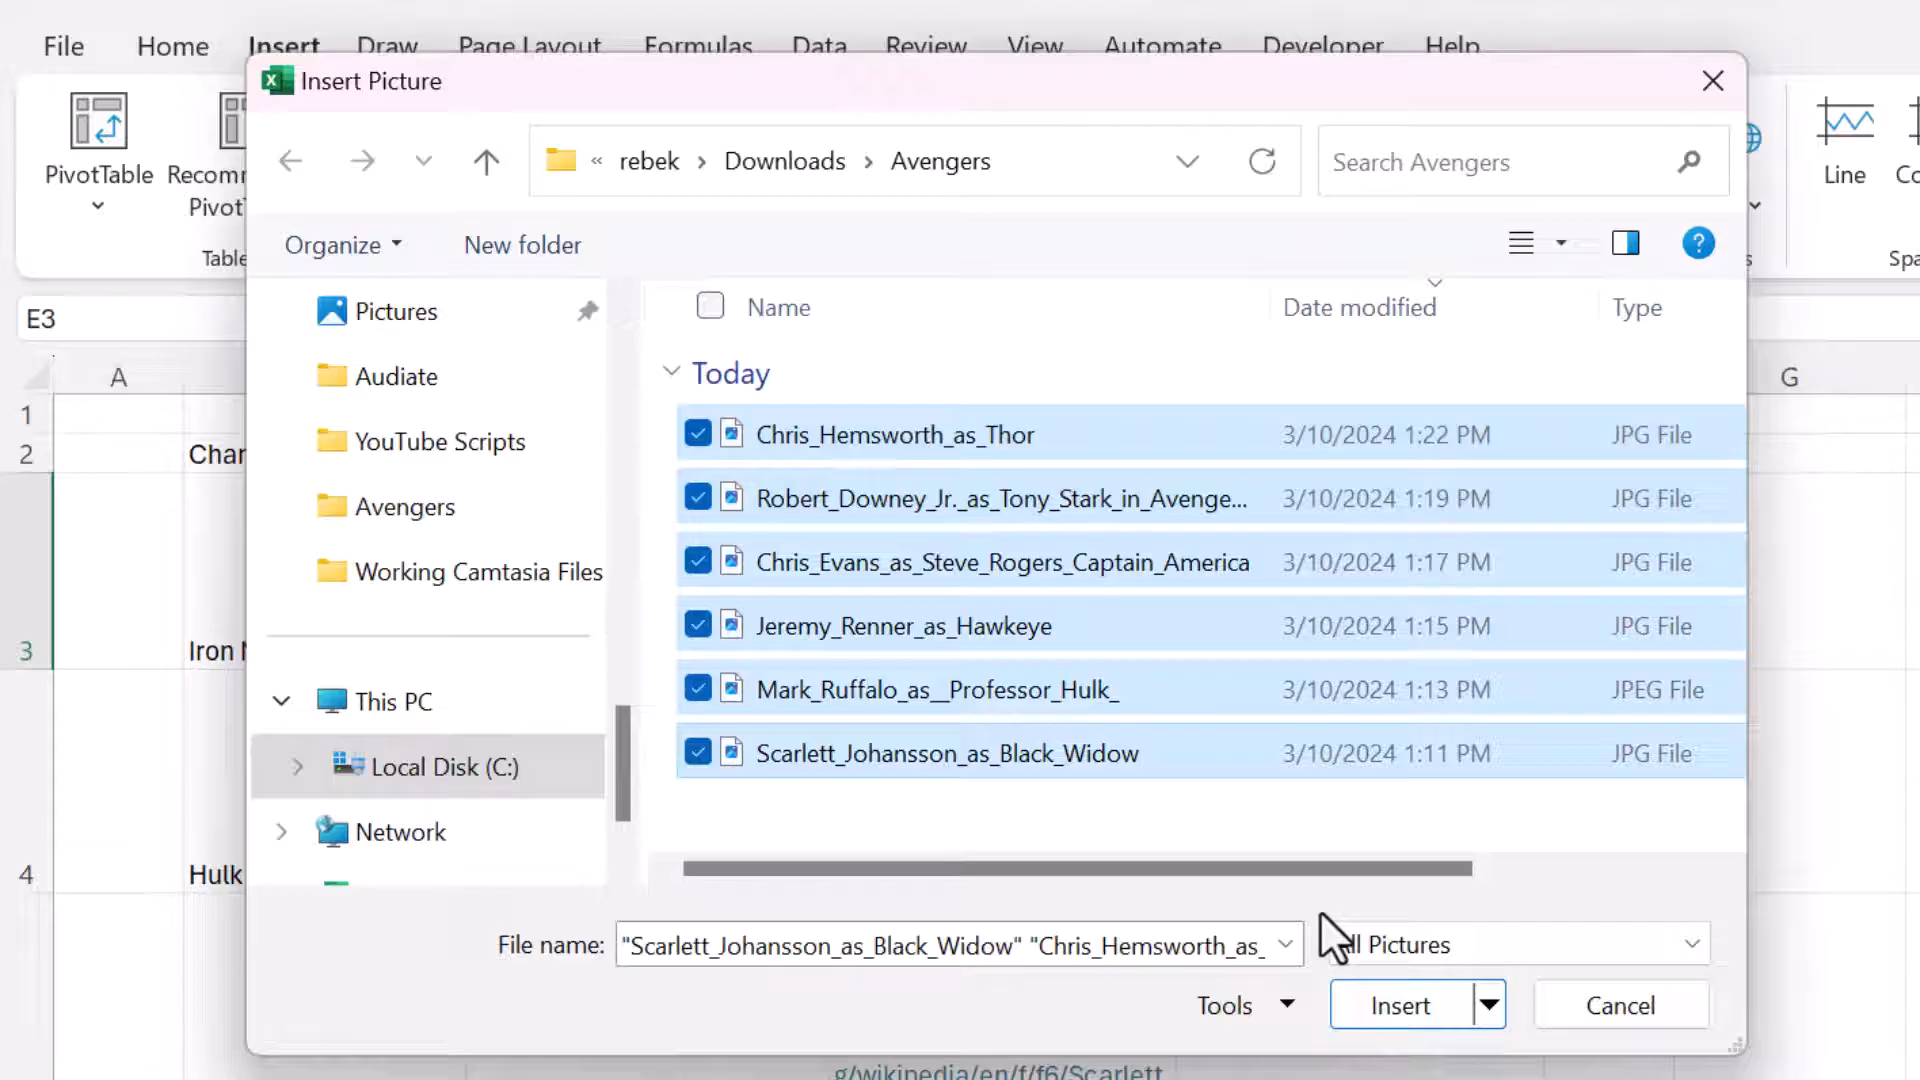 File Home Insert Draw Page Layout Formulas Data Review View Automate Developer Help
Insert Picture
PivotTable
Line
rebek > Downloads > Avengers
Search Avengers
Organize New folder
E3
Pictures
Audiate
YouTube Scripts
Avengers
Working Camtasia Files
This PC
Local Disk (C:)
Network
Name Date modified Type
Today
Chris_Hemsworth_as_Thor 3/10/2024 1:22 PM JPG File
Robert_Downey_Jr._as_Tony_Stark_in_Avenge... 3/10/2024 1:19 PM JPG File
Chris_Evans_as_Steve_Rogers_Captain_America 3/10/2024 1:17 PM JPG File
Jeremy_Renner_as_Hawkeye 3/10/2024 1:15 PM JPG File
Mark_Ruffalo_as__Professor_Hulk_ 3/10/2024 1:13 PM JPEG File
Scarlett_Johansson_as_Black_Widow 3/10/2024 1:11 PM JPG File
A G
1
2
3 Iron
4 Hulk
File name: "Scarlett_Johansson_as_Black_Widow" "Chris_Hemsworth_as_
Pictures
Tools Insert Cancel
g/wikipedia/en/f/f6/Scarlett